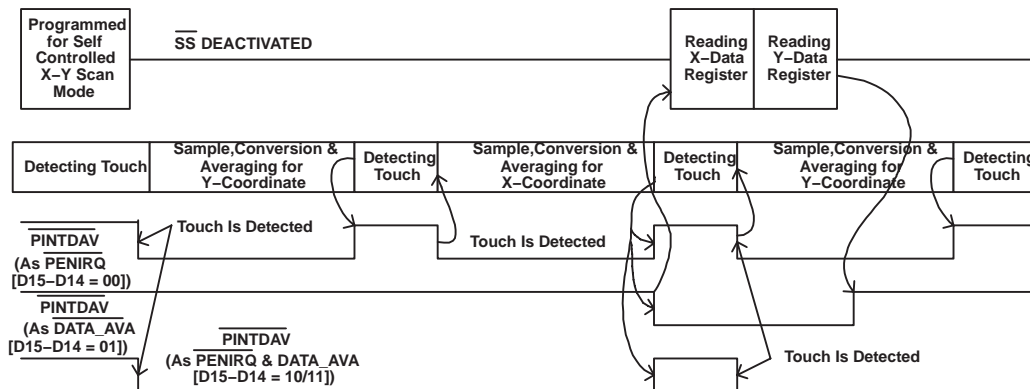 Programmed
for Self
Controlled
X−Y Scan
Mode
SS DEACTIVATED
Reading
X−Data
Register
Reading
Y−Data
Register
Detecting Touch
Sample,Conversion &
Averaging for
Y−Coordinate
Detecting
Touch
Sample,Conversion &
Averaging for
X−Coordinate
Detecting
Touch
Sample,Conversion &
Averaging for
Y−Coordinate
Detecting
Touch
Touch Is Detected
Touch Is Detected
PINTDAV
(As PENIRQ
[D15−D14 = 00])
PINTDAV
(As DATA_AVA
[D15−D14 = 01])
PINTDAV
(As PENIRQ & DATA_AVA
[D15−D14 = 10/11])
Touch Is Detected